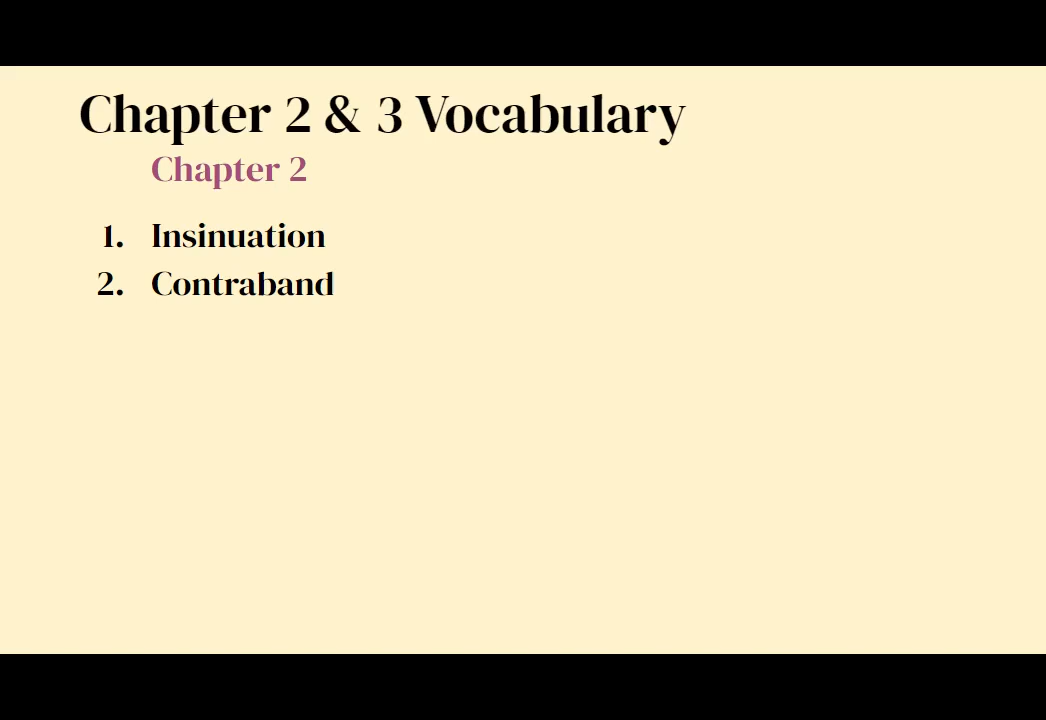 Chapter 2 & 3 Vocabulary
Chapter 2
1. Insinuation
2. Contraband